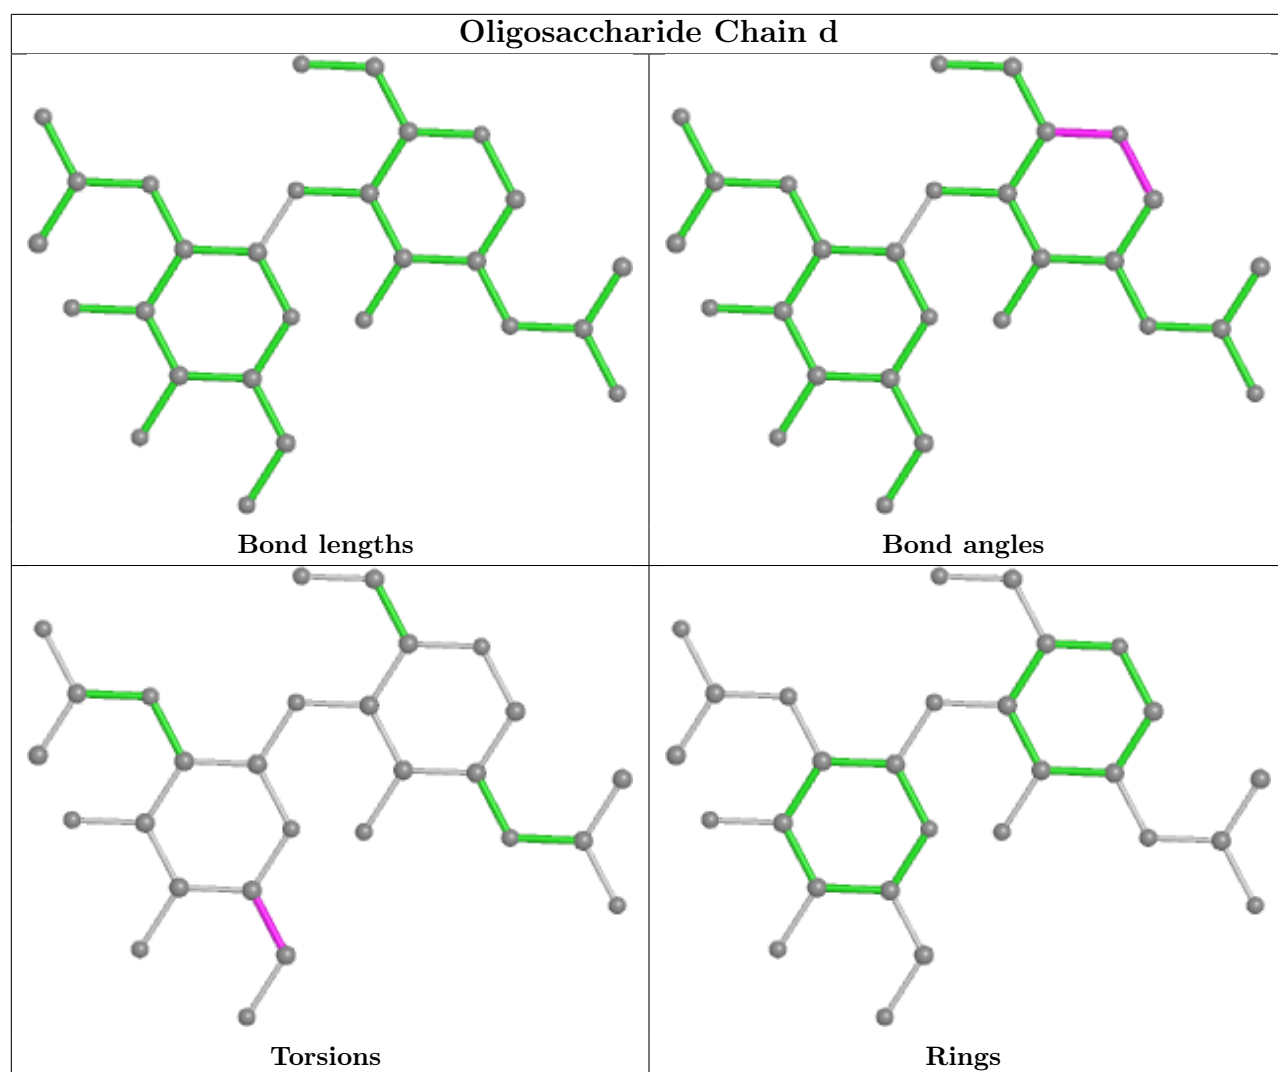 Oligosaccharide Chain d
Bond lengths
Bond angles
Torsions
Rings